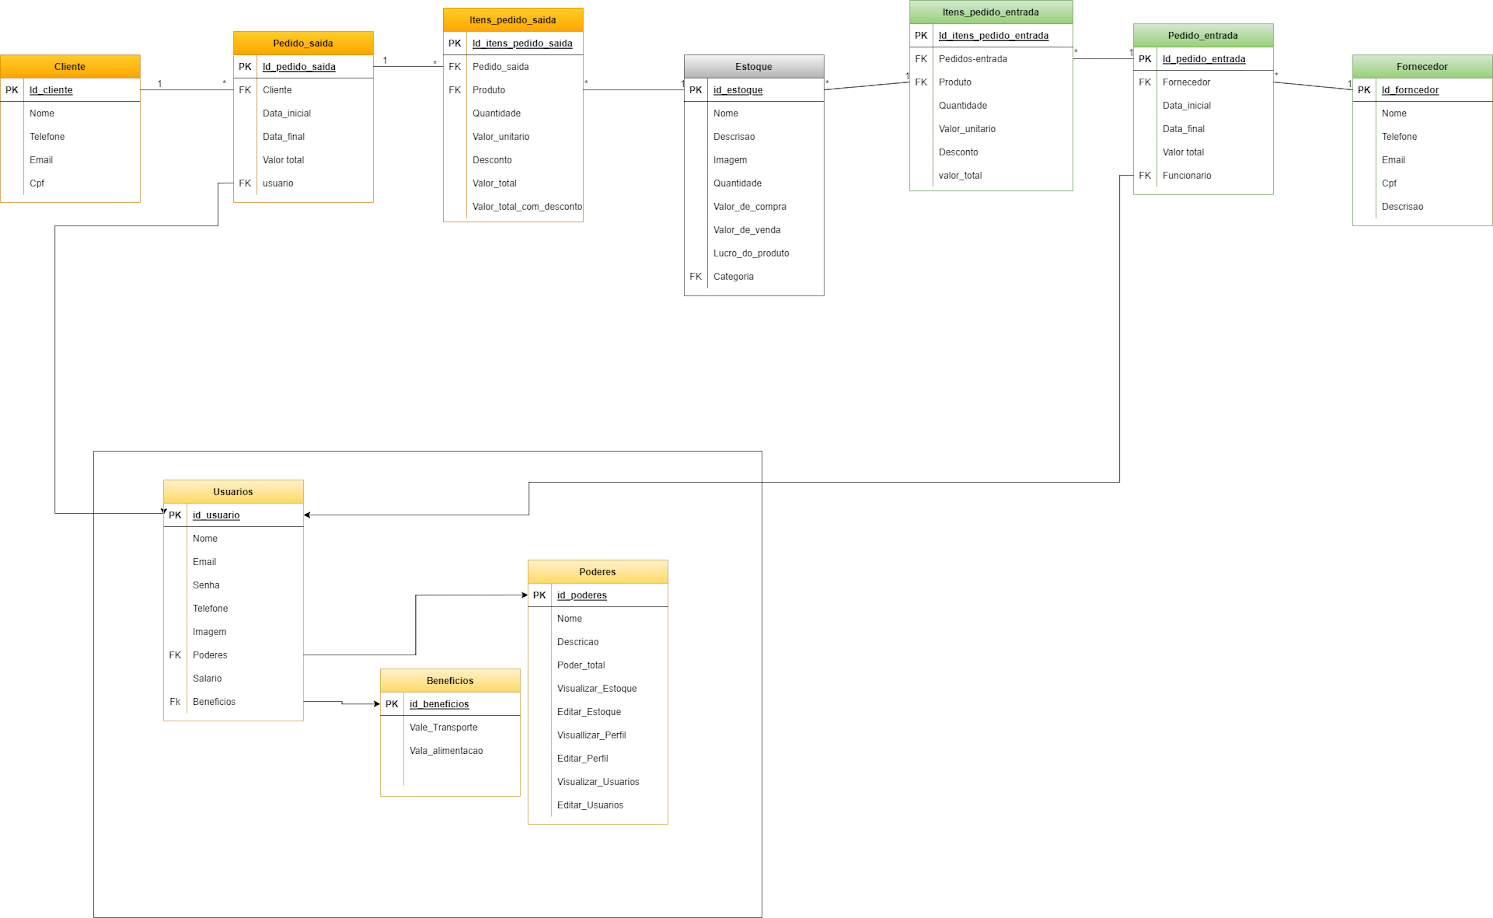 Cliente
PK Id_cliente
Nome
Telefone
Email
Cpf
1 *
Pedido_saida
PK Id_pedido_saida
FK Cliente
Data_inicial
Data_final
Valor total
FK usuario
1 *
Itens_pedido_saida
PK Id_itens_pedido_saida
FK Pedido_saida
FK Produto
Quantidade
Valor_unitario
Desconto
Valor_total
Valor_total_com_desconto
* 1
Estoque
PK id_estoque
Nome
Descrisao
Imagem
Quantidade
Valor_de_compra
Valor_de_venda
Lucro_do_produto
FK Categoria
* 1
Itens_pedido_entrada
PK Id_itens_pedido_entrada
FK Pedidos-entrada
FK Produto
Quantidade
Valor_unitario
Desconto
valor_total
* 1
Pedido_entrada
PK Id_pedido_entrada
FK Fornecedor
Data_inicial
Data_final
Valor total
FK Funcionario
* 1
Fornecedor
PK Id_forncedor
Nome
Telefone
Email
Cpf
Descrisao
Usuarios
PK id_usuario
Nome
Email
Senha
Telefone
Imagem
FK Poderes
Salario
Fk Beneficios
Beneficios
PK id_beneficios
Vale_Transporte
Vala_alimentacao
Poderes
PK id_poderes
Nome
Descricao
Poder_total
Visualizar_Estoque
Editar_Estoque
Visuallizar_Perfil
Editar_Perfil
Visualizar_Usuarios
Editar_Usuarios